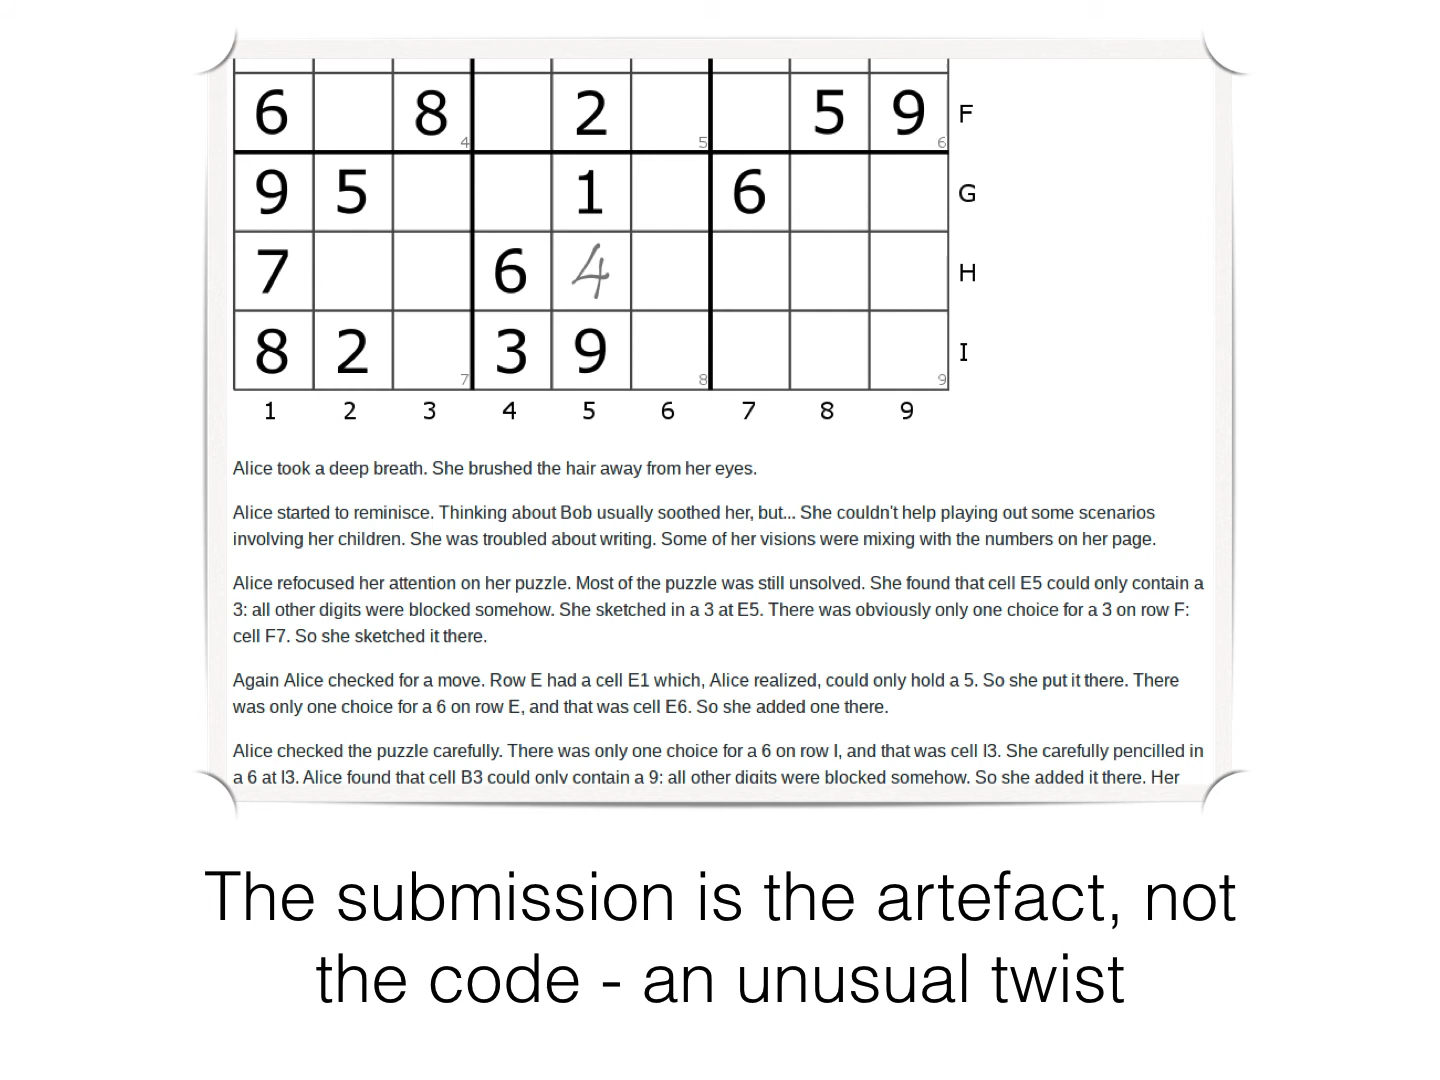 6 8 2 5 9 F
4 5 6
9 5 1 6 G
7 6 4 H
8 2 3 9 I
7 8 9
1 2 3 4 5 6 7 8 9
Alice took a deep breath. She brushed the hair away from her eyes.
Alice started to reminisce. Thinking about Bob usually soothed her, but... She couldn't help playing out some scenarios
involving her children. She was troubled about writing. Some of her visions were mixing with the numbers on her page.
Alice refocused her attention on her puzzle. Most of the puzzle was still unsolved. She found that cell E5 could only contain a
3: all other digits were blocked somehow. She sketched in a 3 at E5. There was obviously only one choice for a 3 on row F:
cell F7. So she sketched it there.
Again Alice checked for a move. Row E had a cell E1 which, Alice realized, could only hold a 5. So she put it there. There
was only one choice for a 6 on row E, and that was cell E6. So she added one there.
Alice checked the puzzle carefully. There was only one choice for a 6 on row I, and that was cell I3. She carefully pencilled in
a 6 at I3. Alice found that cell B3 could only contain a 9: all other digits were blocked somehow. So she added it there. Her
The submission is the artefact, not
the code - an unusual twist